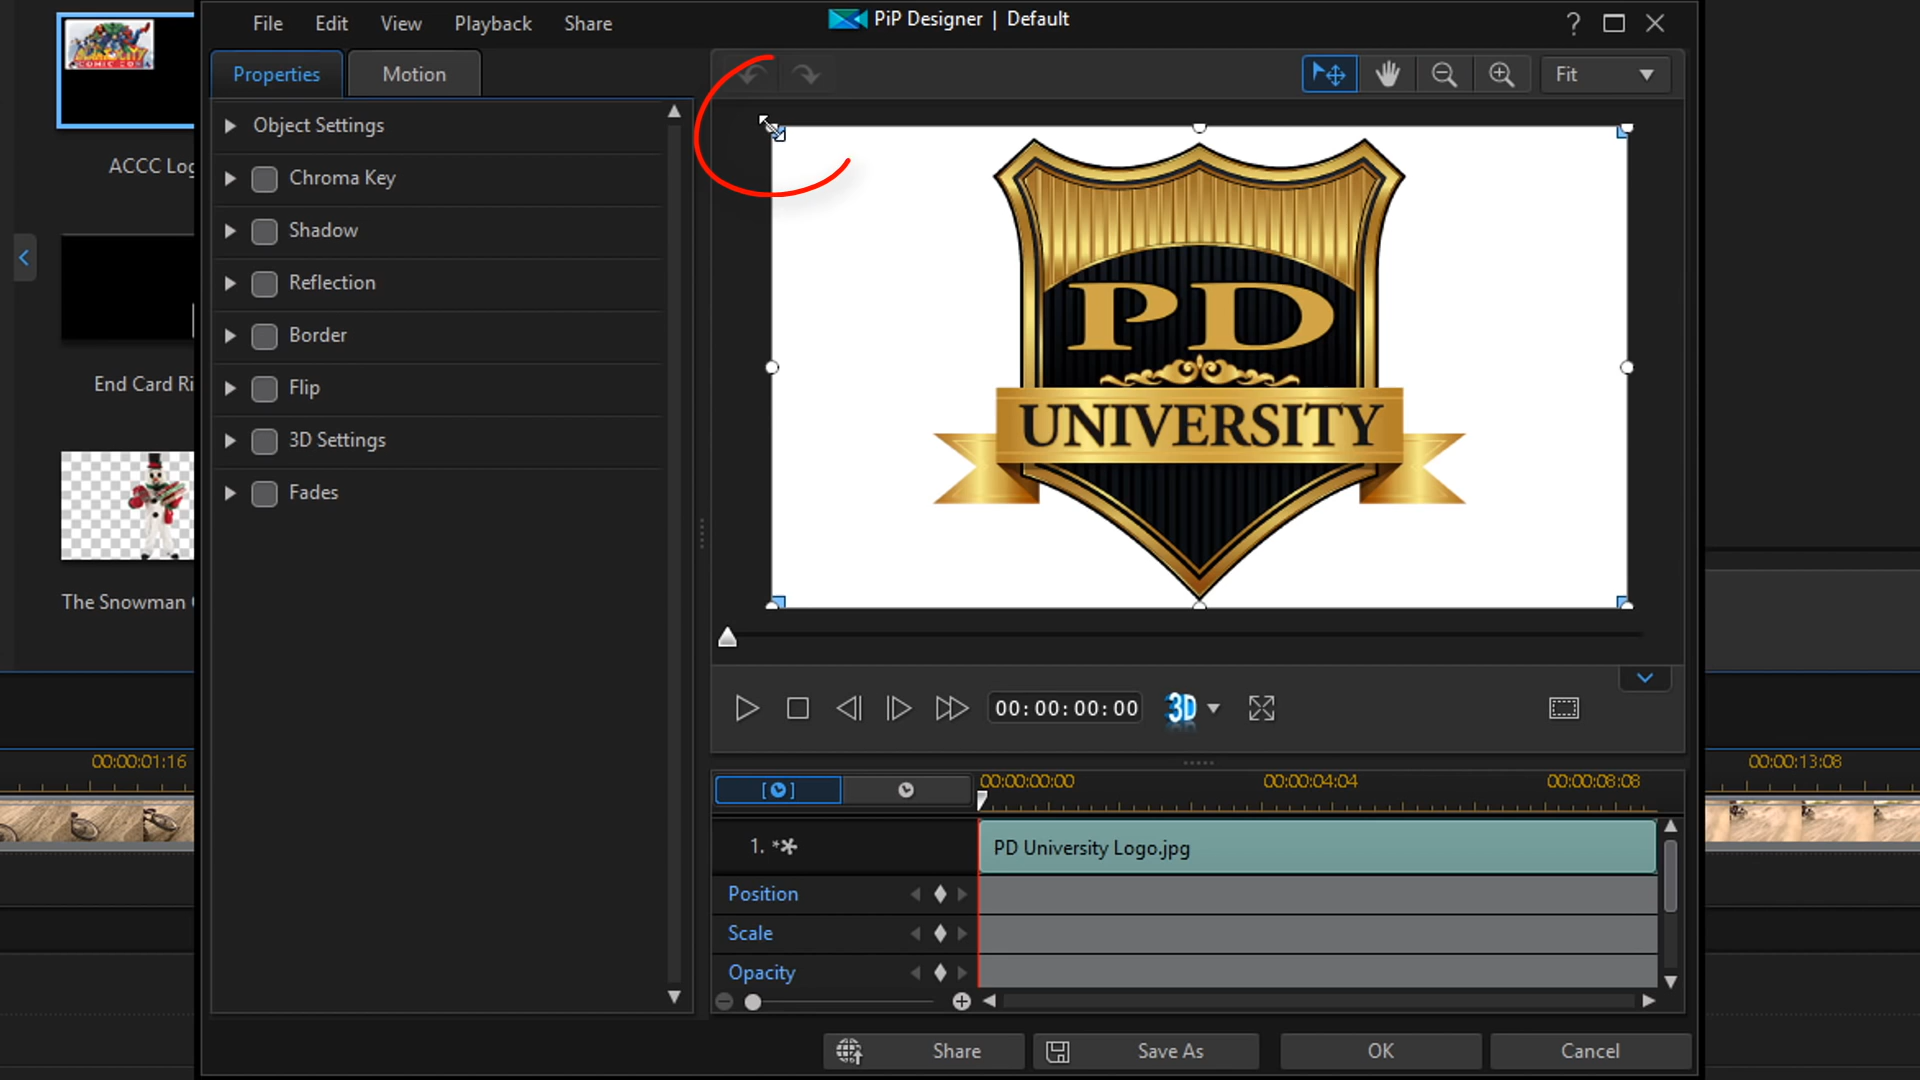 File Edit View Playback Share
PiP Designer | Default
?
Properties
Motion
Fit
Object Settings
Chroma Key
Shadow
Reflection
Border
Flip
3D Settings
Fades
COMIC CON
ACCC Log
End Card Ri
The Snowman
PD
UNIVERSITY
00:00:00:00
3D
00:00:01:16
00:00:00:00
00:00:04:04
00:00:08:08
00:00:13:08
1.
PD University Logo.jpg
Position
Scale
Opacity
Share
Save As
OK
Cancel